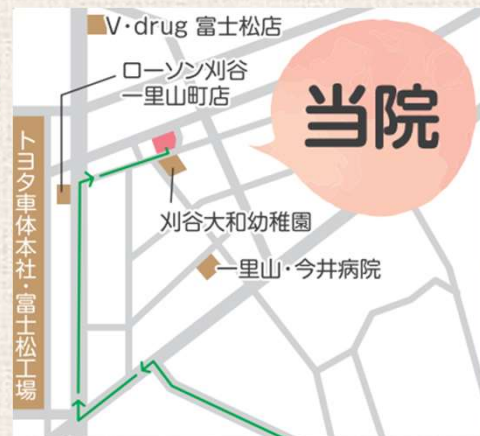 V・drug 富士松店
ローソン刈谷
一里山町店
当院
トヨタ車体本社・富士松工場
刈谷大和幼稚園
一里山・今井病院